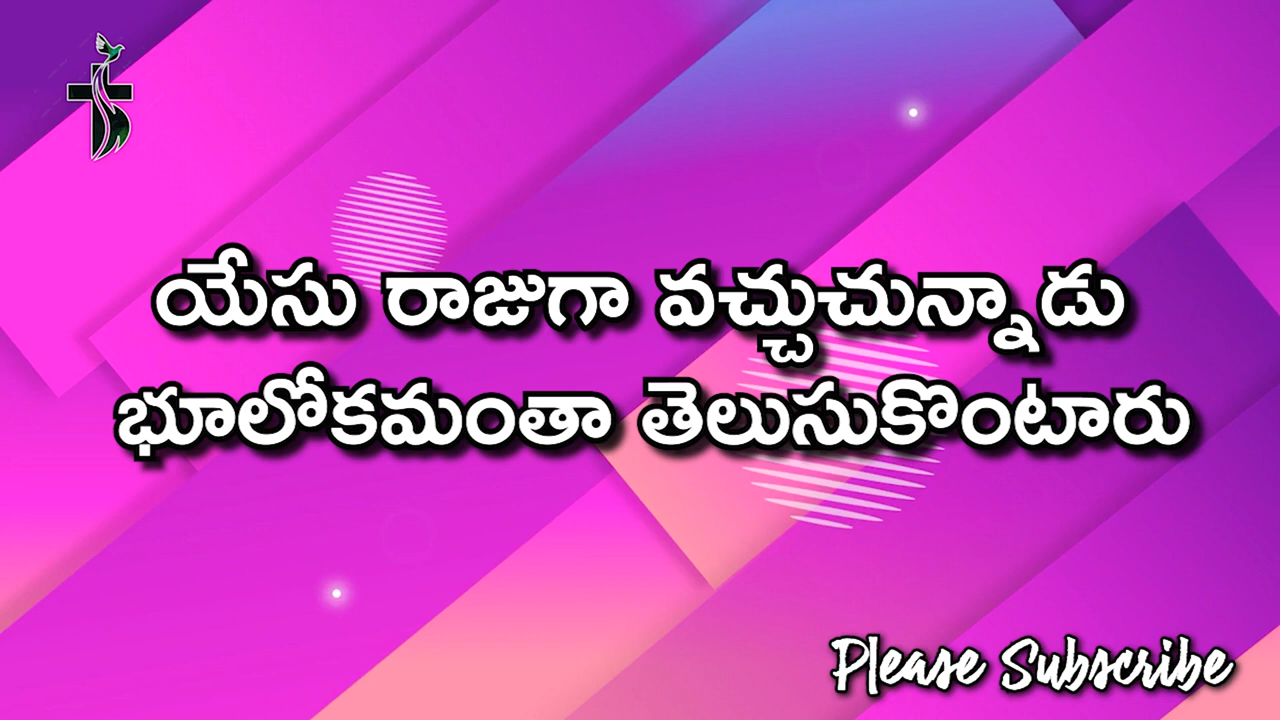 యేసు రాజుగా వచ్చుచున్నాడు
భూలోకమంతా తెలుసుకొంటారు
Please Subscribe